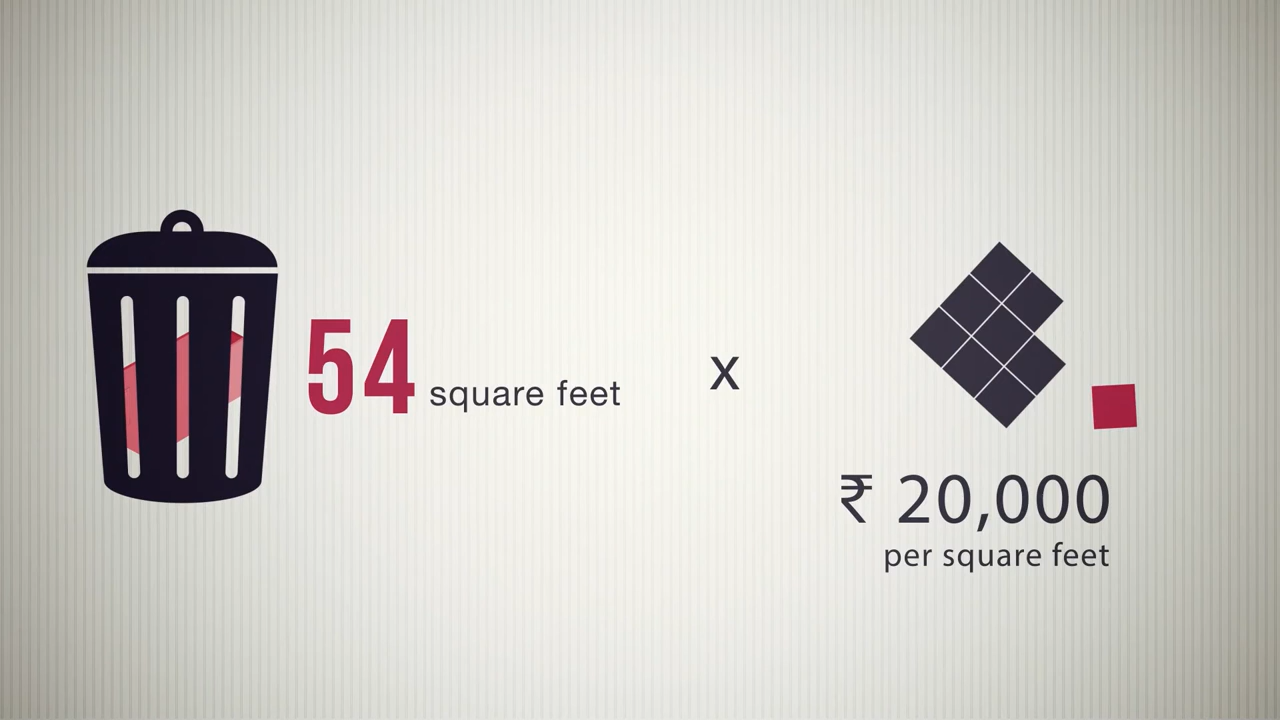 54 square feet
x
₹ 20,000
per square feet